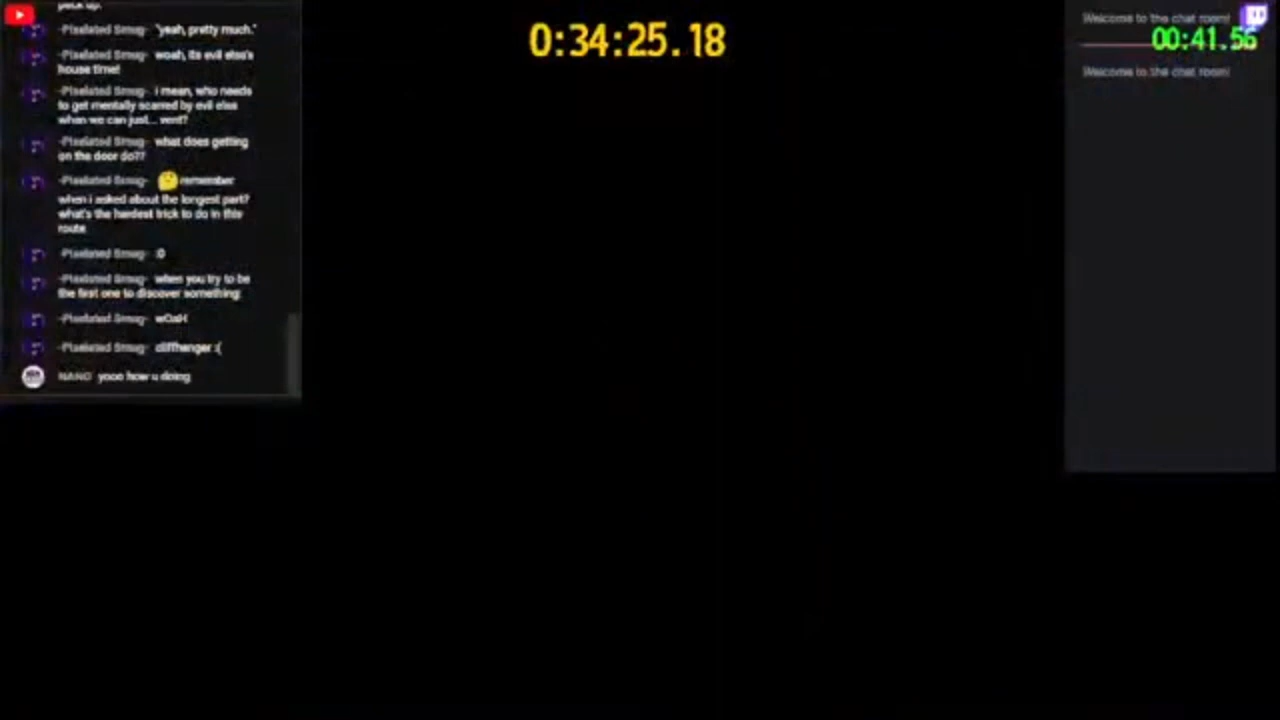 pack up.
-Pixelated Smug- "yeah, pretty much."
-Pixelated Smug- woah, its evil elsa's
house time!
-Pixelated Smug- i mean, who needs
to get mentally scarred by evil elsa
when we can just... vent?
-Pixelated Smug- what does getting
on the door do??
-Pixelated Smug- 🤔 remember
when i asked about the longest part?
what's the hardest trick to do in this
route
-Pixelated Smug- :0
-Pixelated Smug- when you try to be
the first one to discover something:
-Pixelated Smug- wOaH
-Pixelated Smug- cliffhanger :(
NANO yooo how u doing
0:34:25.18
Welcome to the chat room!
00:41.56
Welcome to the chat room!